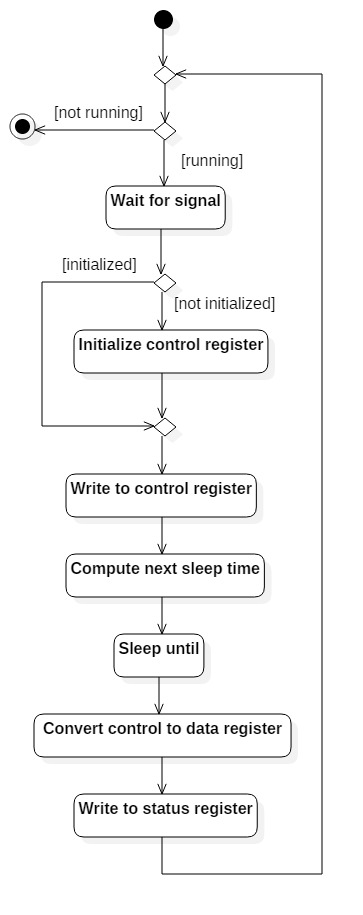 [not running]
[running]
Wait for signal
[initialized]
[not initialized]
Initialize control register
Write to control register
Compute next sleep time
Sleep until
Convert control to data register
Write to status register